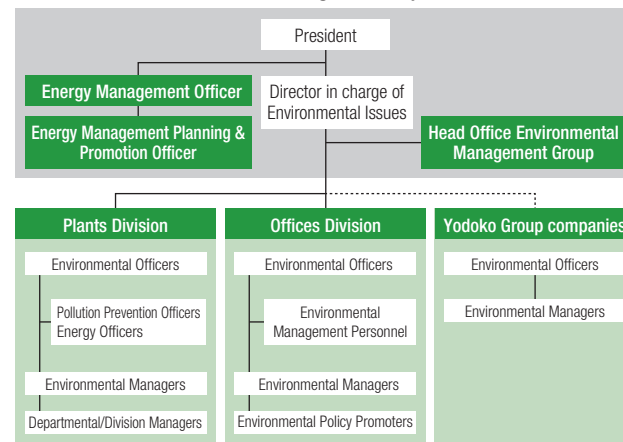 President
Energy Management Officer
Director in charge of
Environmental Issues
Energy Management Planning &
Promotion Officer
Head Office Environmental
Management Group
Plants Division
Environmental Officers
Pollution Prevention Officers
Energy Officers
Environmental Managers
Departmental/Division Managers
Offices Division
Environmental Officers
Environmental
Management Personnel
Environmental Managers
Environmental Policy Promoters
Yodoko Group companies
Environmental Officers
Environmental Managers